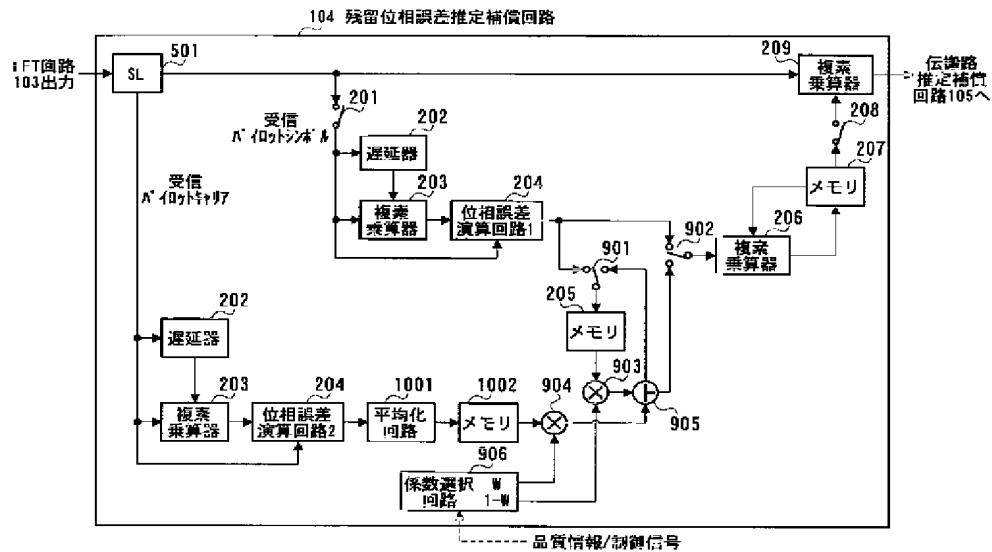 104 残留位相誤差推定補償回路
IFT回路
103出力
501
SL
209
複素
乗算器
伝送路
推定補償
回路105へ
201
受信
パイロットシンボル
202
遅延器
208
207
メモリ
受信
パイロットキャリア
203
複素
乗算器
204
位相誤差
演算回路1
902
206
複素
乗算器
901
205
メモリ
202
遅延器
903
904
905
203
複素
乗算器
204
位相誤差
演算回路2
1001
平均化
回路
1002
メモリ
906
係数選択 W
回路 1-W
品質情報/制御信号